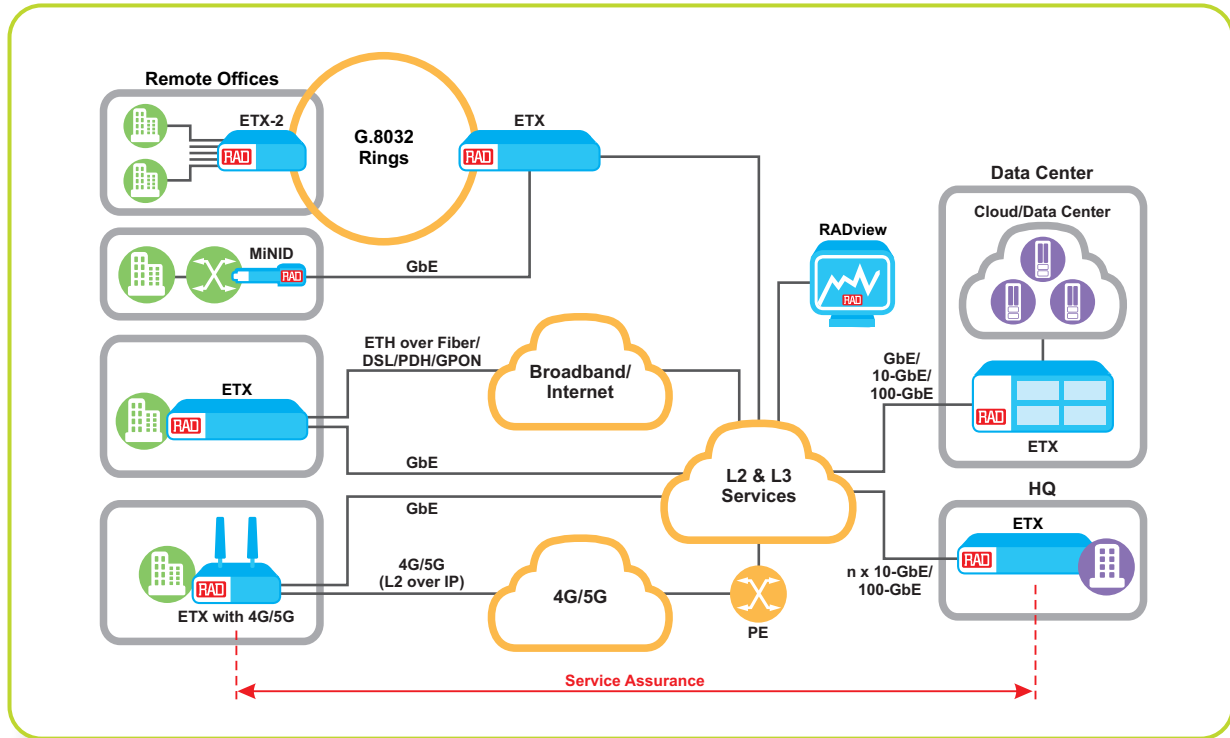 Remote Offices
ETX-2
RAD
G.8032
Rings
ETX
RAD
MiNID
RAD
GbE
RADview
RAD
Data Center
Cloud/Data Center
GbE/
10-GbE/
100-GbE
RAD
ETX
ETH over Fiber/
DSL/PDH/GPON
Broadband/
Internet
ETX
RAD
GbE
L2 & L3
Services
HQ
ETX
RAD
n x 10-GbE/
100-GbE
GbE
4G/5G
(L2 over IP)
RAD
ETX with 4G/5G
4G/5G
PE
Service Assurance